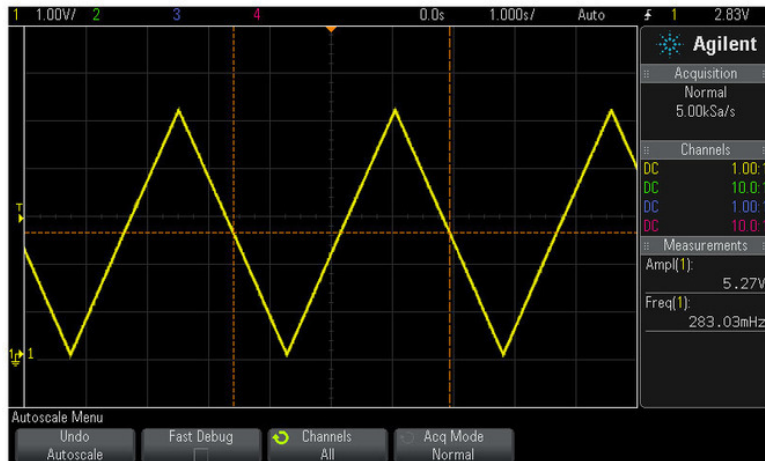 1 1.00V/ 2 3 4 0.0s 1.000s/ Auto 1 2.83V
Agilent
Acquisition
Normal
5.00kSa/s
Channels
DC 1.00:1
DC 10.0:1
DC 1.00:1
DC 10.0:1
Measurements
Ampl(1):
5.27V
Freq(1):
283.03mHz
T
1
1
Autoscale Menu
Undo Fast Debug Channels Acq Mode
Autoscale All Normal